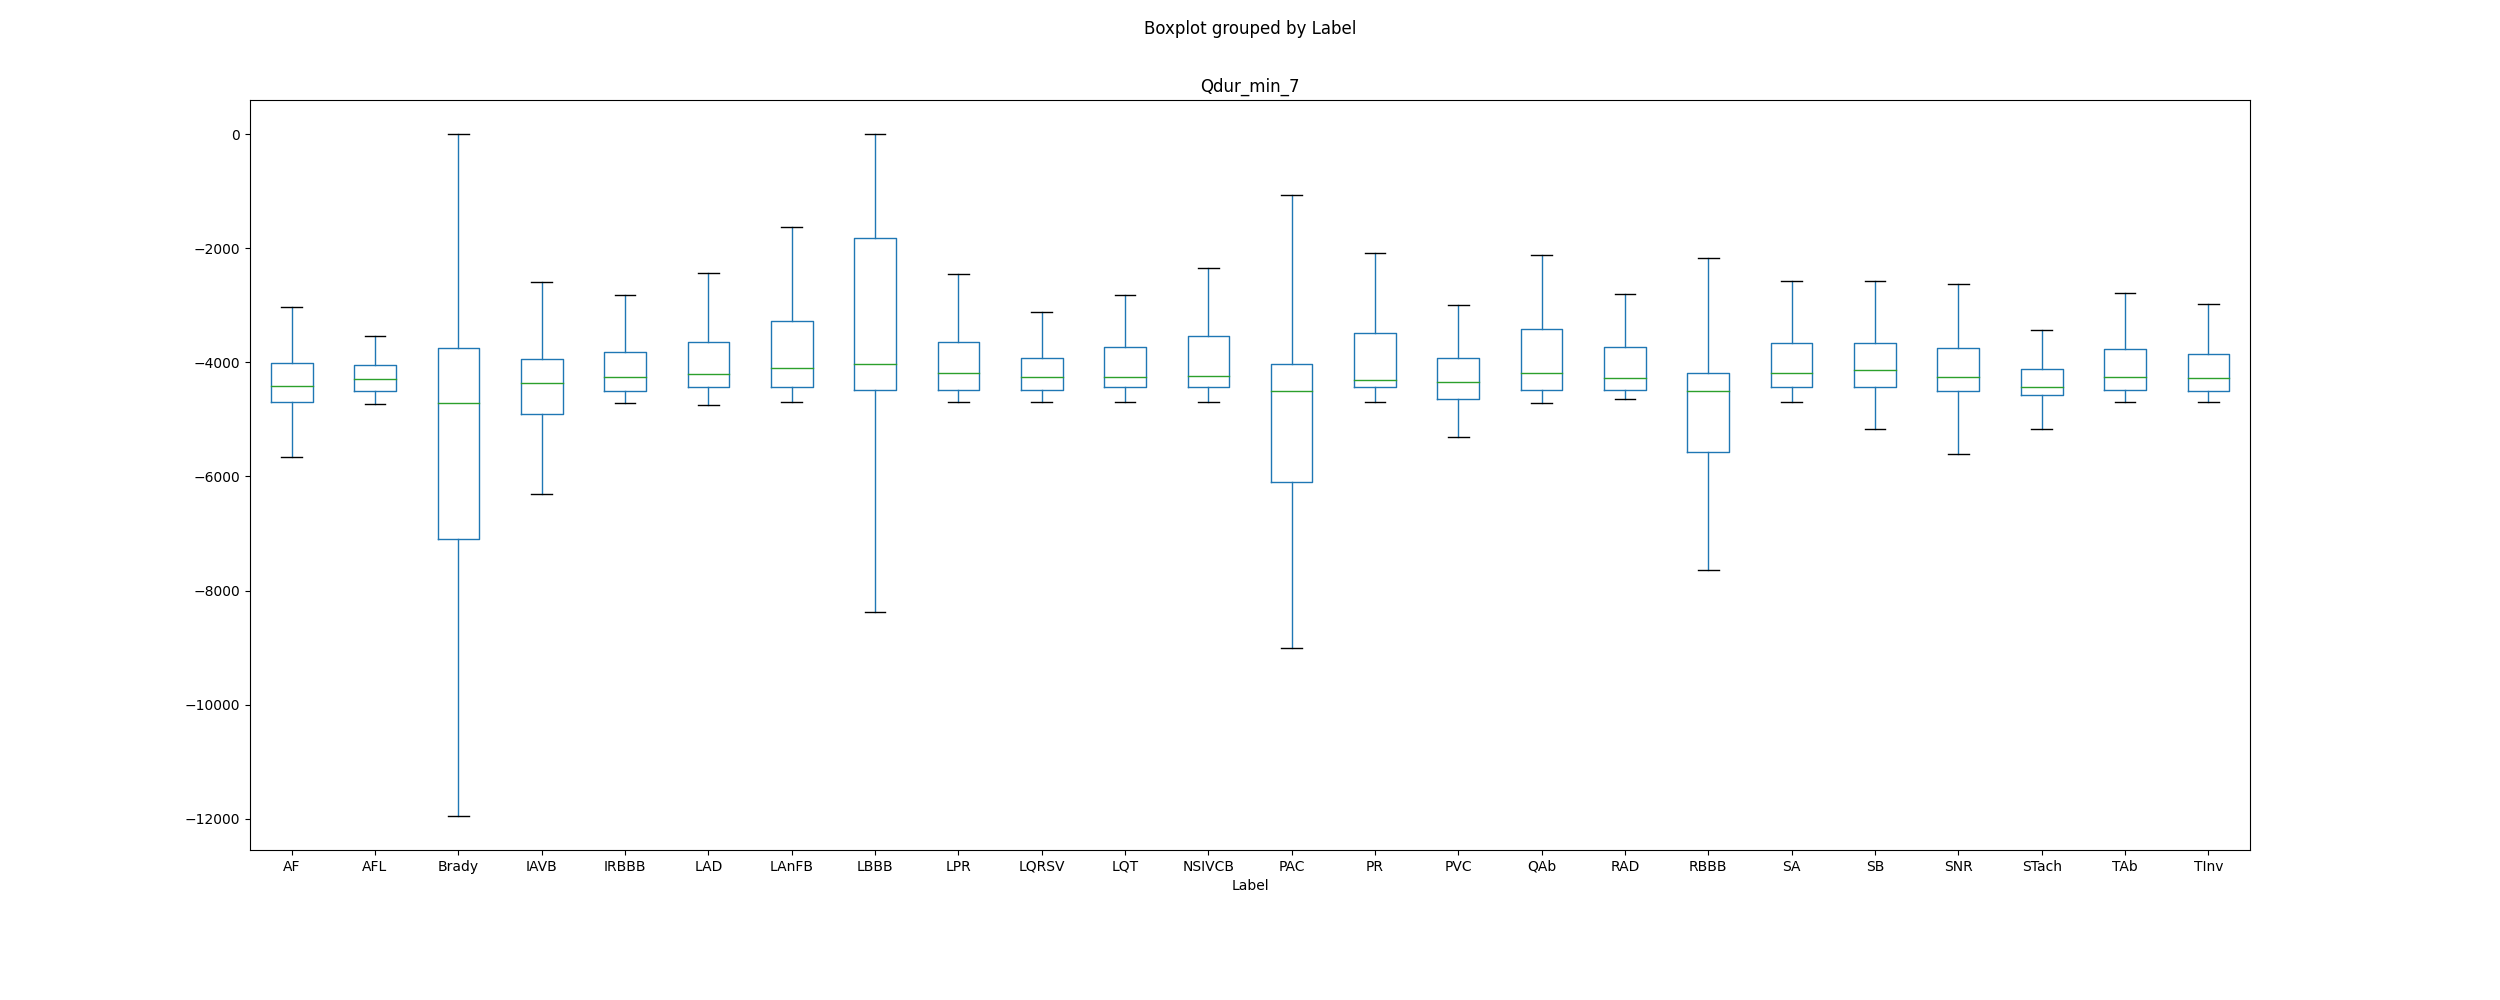 Boxplot grouped by Label
Qdur_min_7
0
−2000
−4000
−6000
−8000
−10000
−12000
AF AFL Brady IAVB IRBBB LAD LAnFB LBBB LPR LQRSV LQT NSIVCB PAC PR PVC QAb RAD RBBB SA SB SNR STach TAb TInv
Label